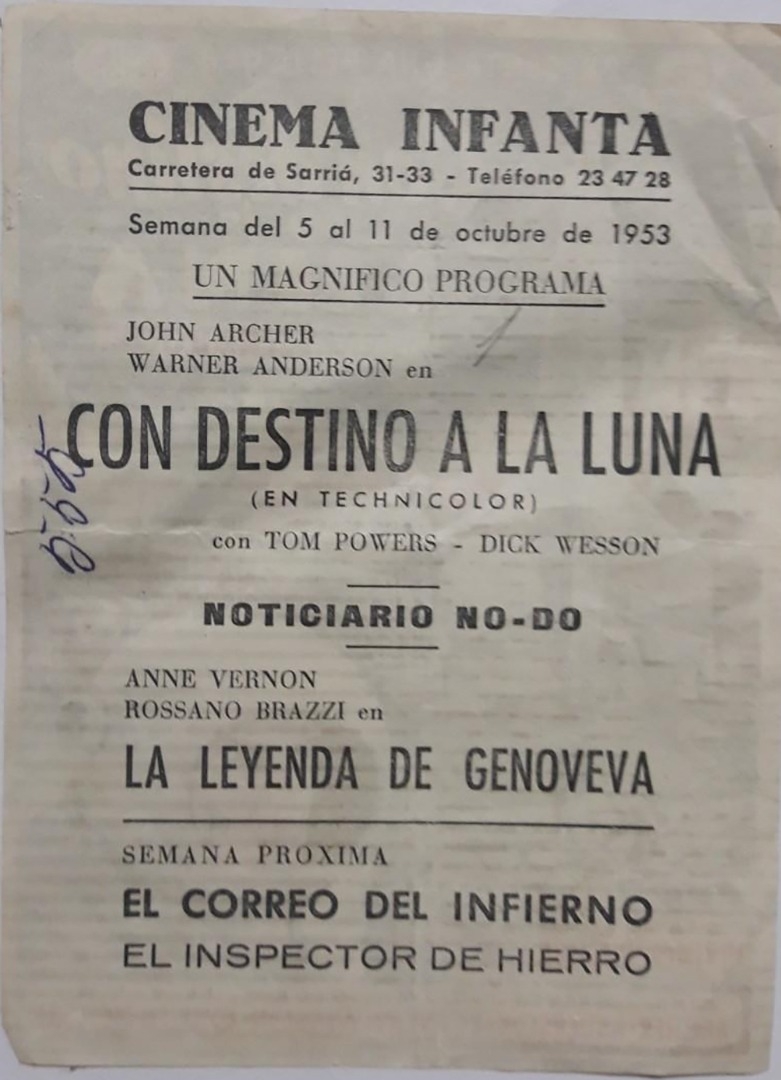 CINEMA INFANTA
Carretera de Sarriá, 31-33 - Teléfono 23 47 28
Semana del 5 al 11 de octubre de 1953
UN MAGNIFICO PROGRAMA
JOHN ARCHER
WARNER ANDERSON en
CON DESTINO A LA LUNA
(EN TECHNICOLOR)
con TOM POWERS - DICK WESSON
NOTICIARIO NO-DO
ANNE VERNON
ROSSANO BRAZZI en
LA LEYENDA DE GENOVEVA
SEMANA PROXIMA
EL CORREO DEL INFIERNO
EL INSPECTOR DE HIERRO